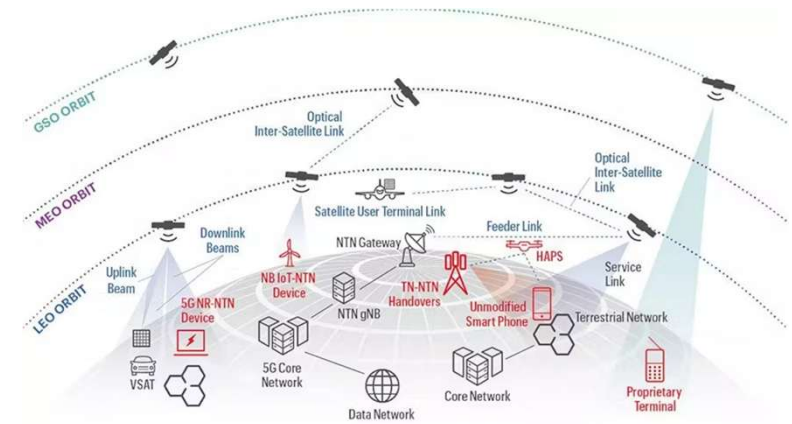 GSO ORBIT
MEO ORBIT
LEO ORBIT
Optical
Inter-Satellite Link
Optical
Inter-Satellite
Link
Satellite User Terminal Link
Downlink
Beams
Uplink
Beam
NTN Gateway
Feeder Link
HAPS
NB IoT-NTN
Device
TN-NTN
Handovers
Service
Link
5G NR-NTN
Device
NTN gNB
Unmodified
Smart Phone
Terrestrial Network
VSAT
5G Core
Network
Data Network
Core Network
Proprietary
Terminal